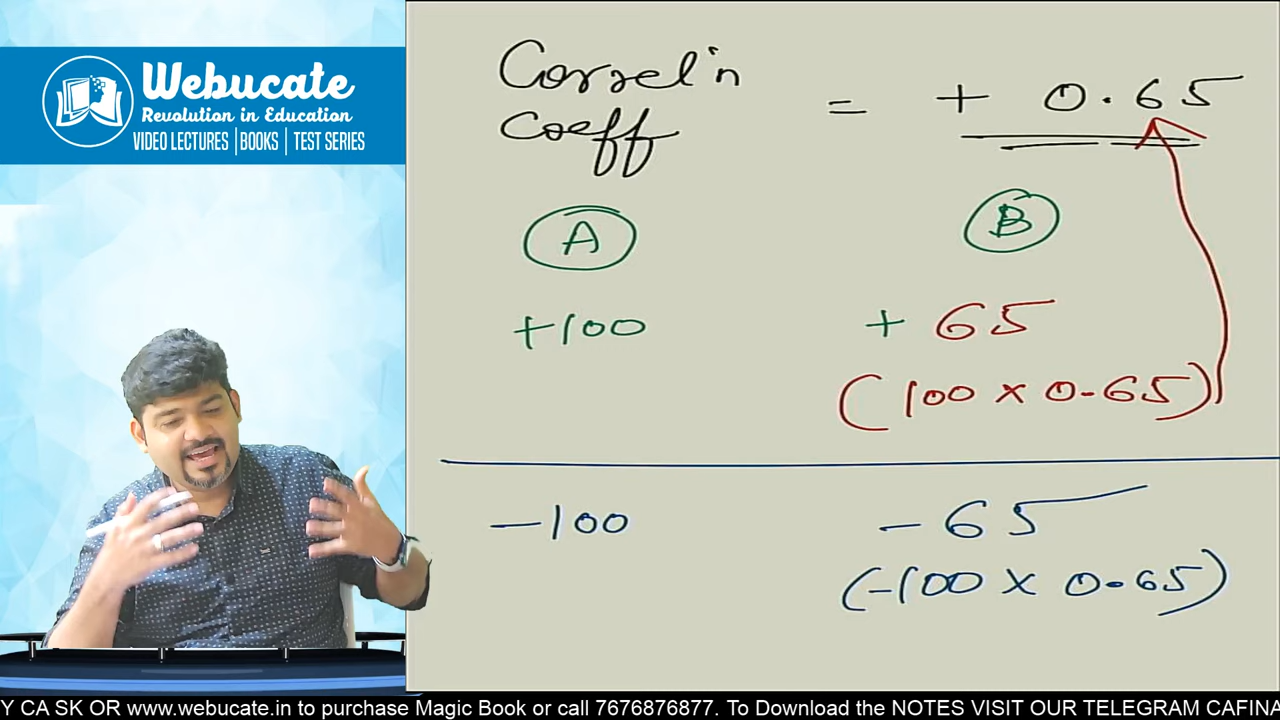 Webucate
Revolution in Education
VIDEO LECTURES | BOOKS | TEST SERIES
Correl'n
Coeff
= + 0.65
A
B
+100
+ 65
(100 x 0.65)
-100
- 65
(-100 x 0.65)
Y CA SK OR www.webucate.in to purchase Magic Book or call 7676876877. To Download the NOTES VISIT OUR TELEGRAM CAFINA